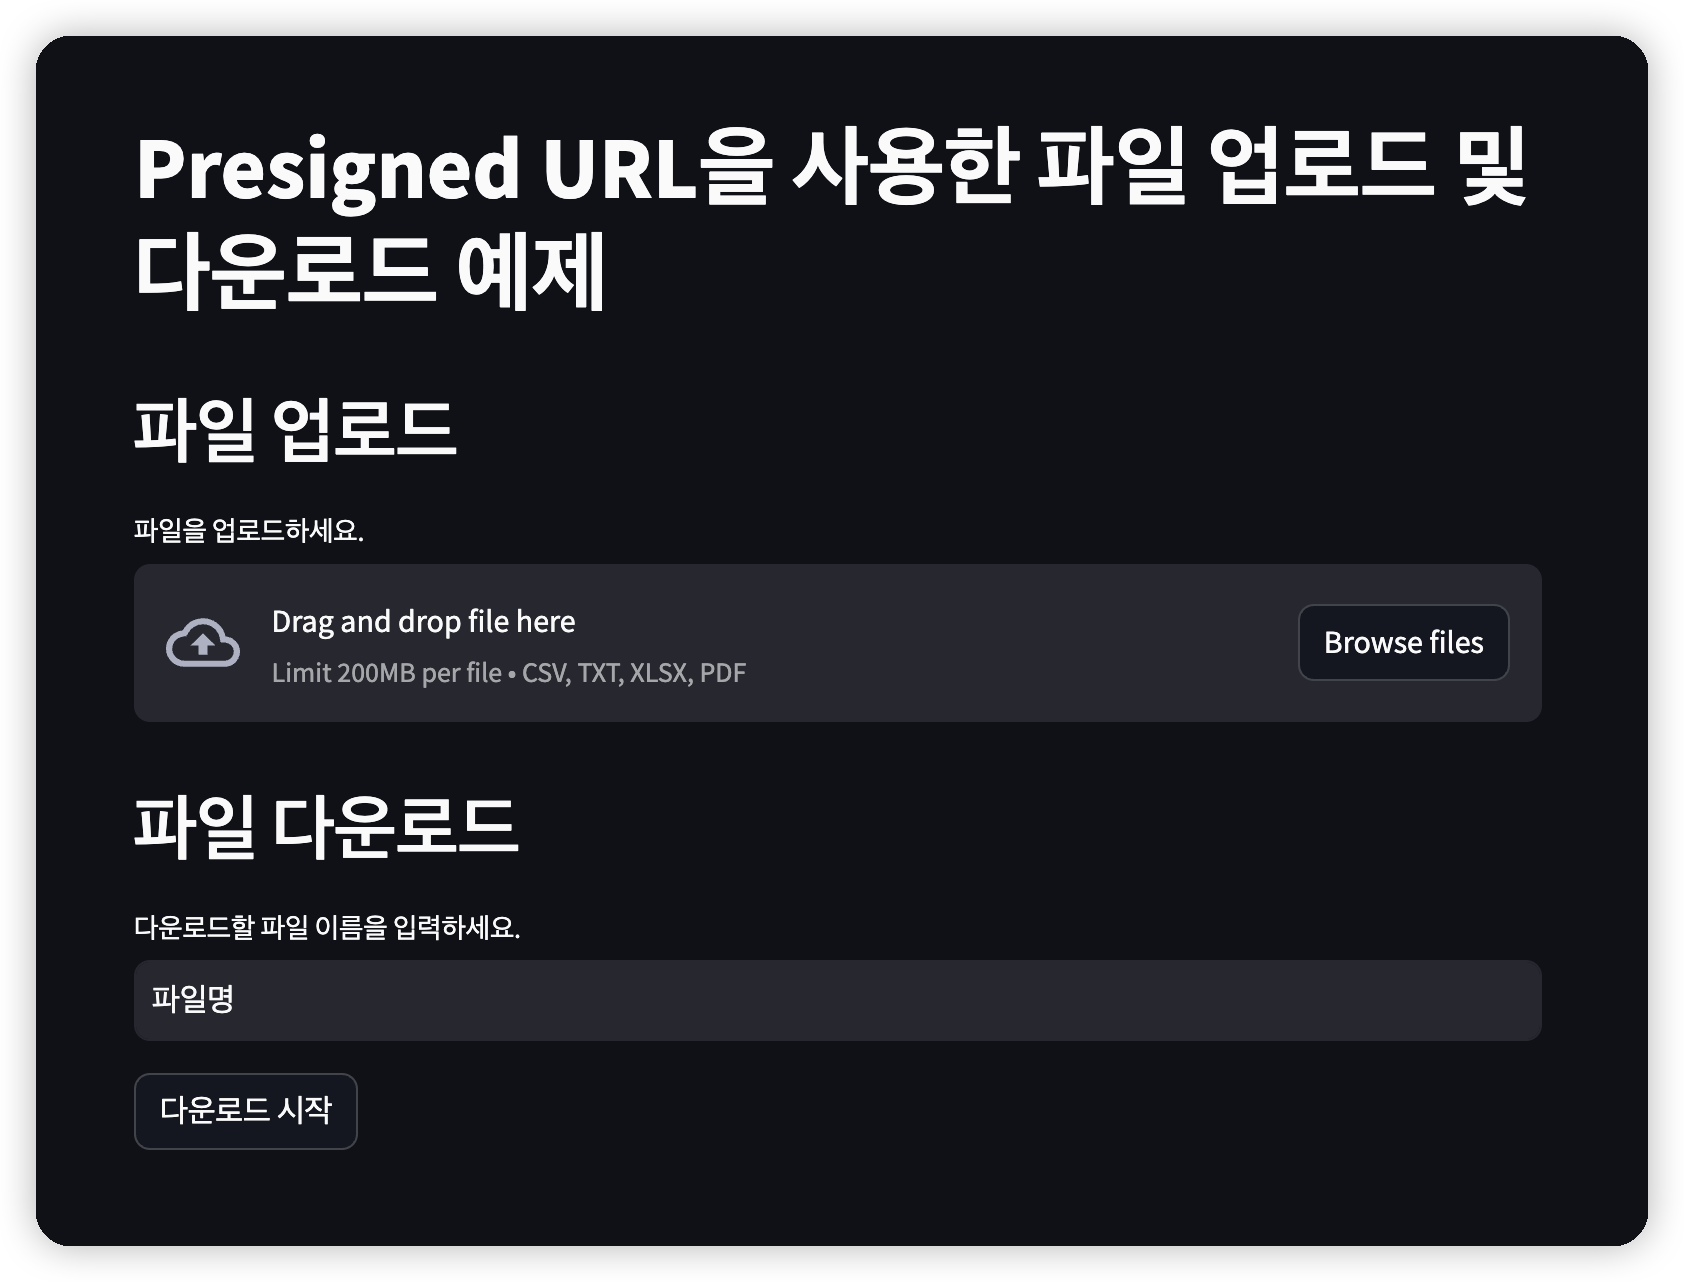 Presigned URL을 사용한 파일 업로드 및
다운로드 예제
파일 업로드
파일을 업로드하세요.
Drag and drop file here
Limit 200MB per file • CSV, TXT, XLSX, PDF
Browse files
파일 다운로드
다운로드할 파일 이름을 입력하세요.
파일명
다운로드 시작